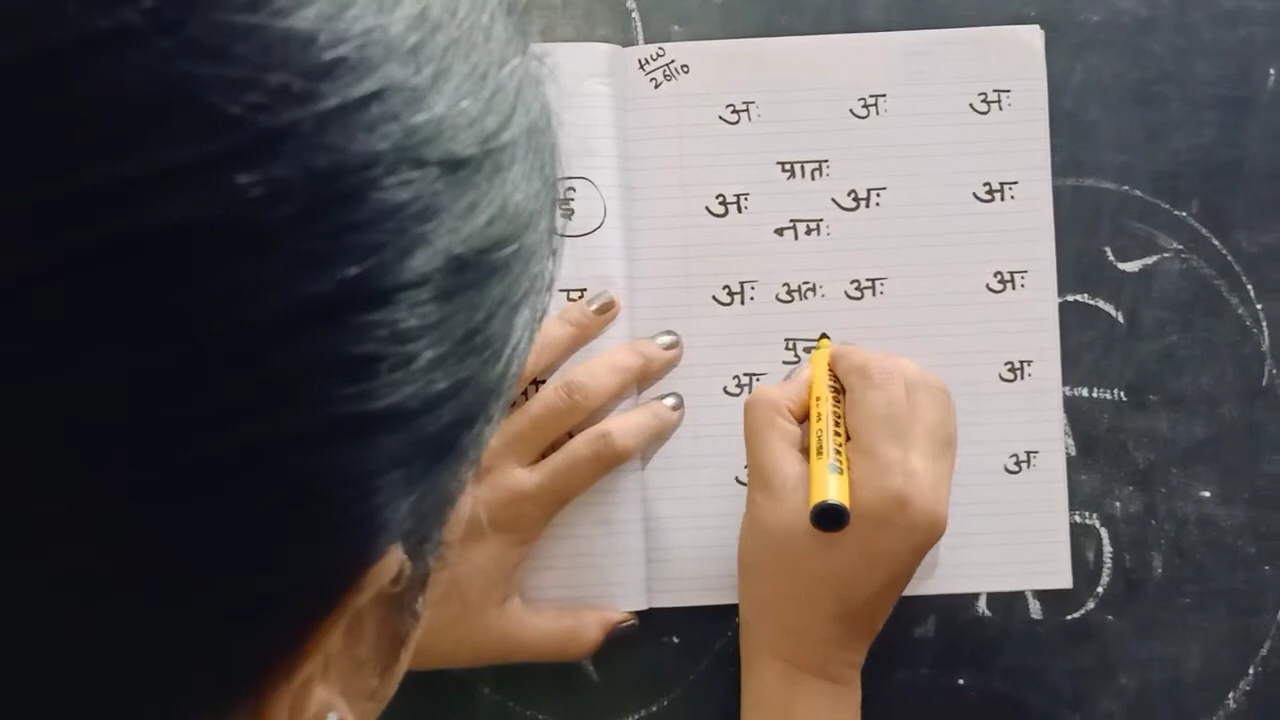 HW
26/10
अः अः अः
प्रातः
अः अः अः
नमः
अः अतः अः अः
पुन
अः अः
अः
ई